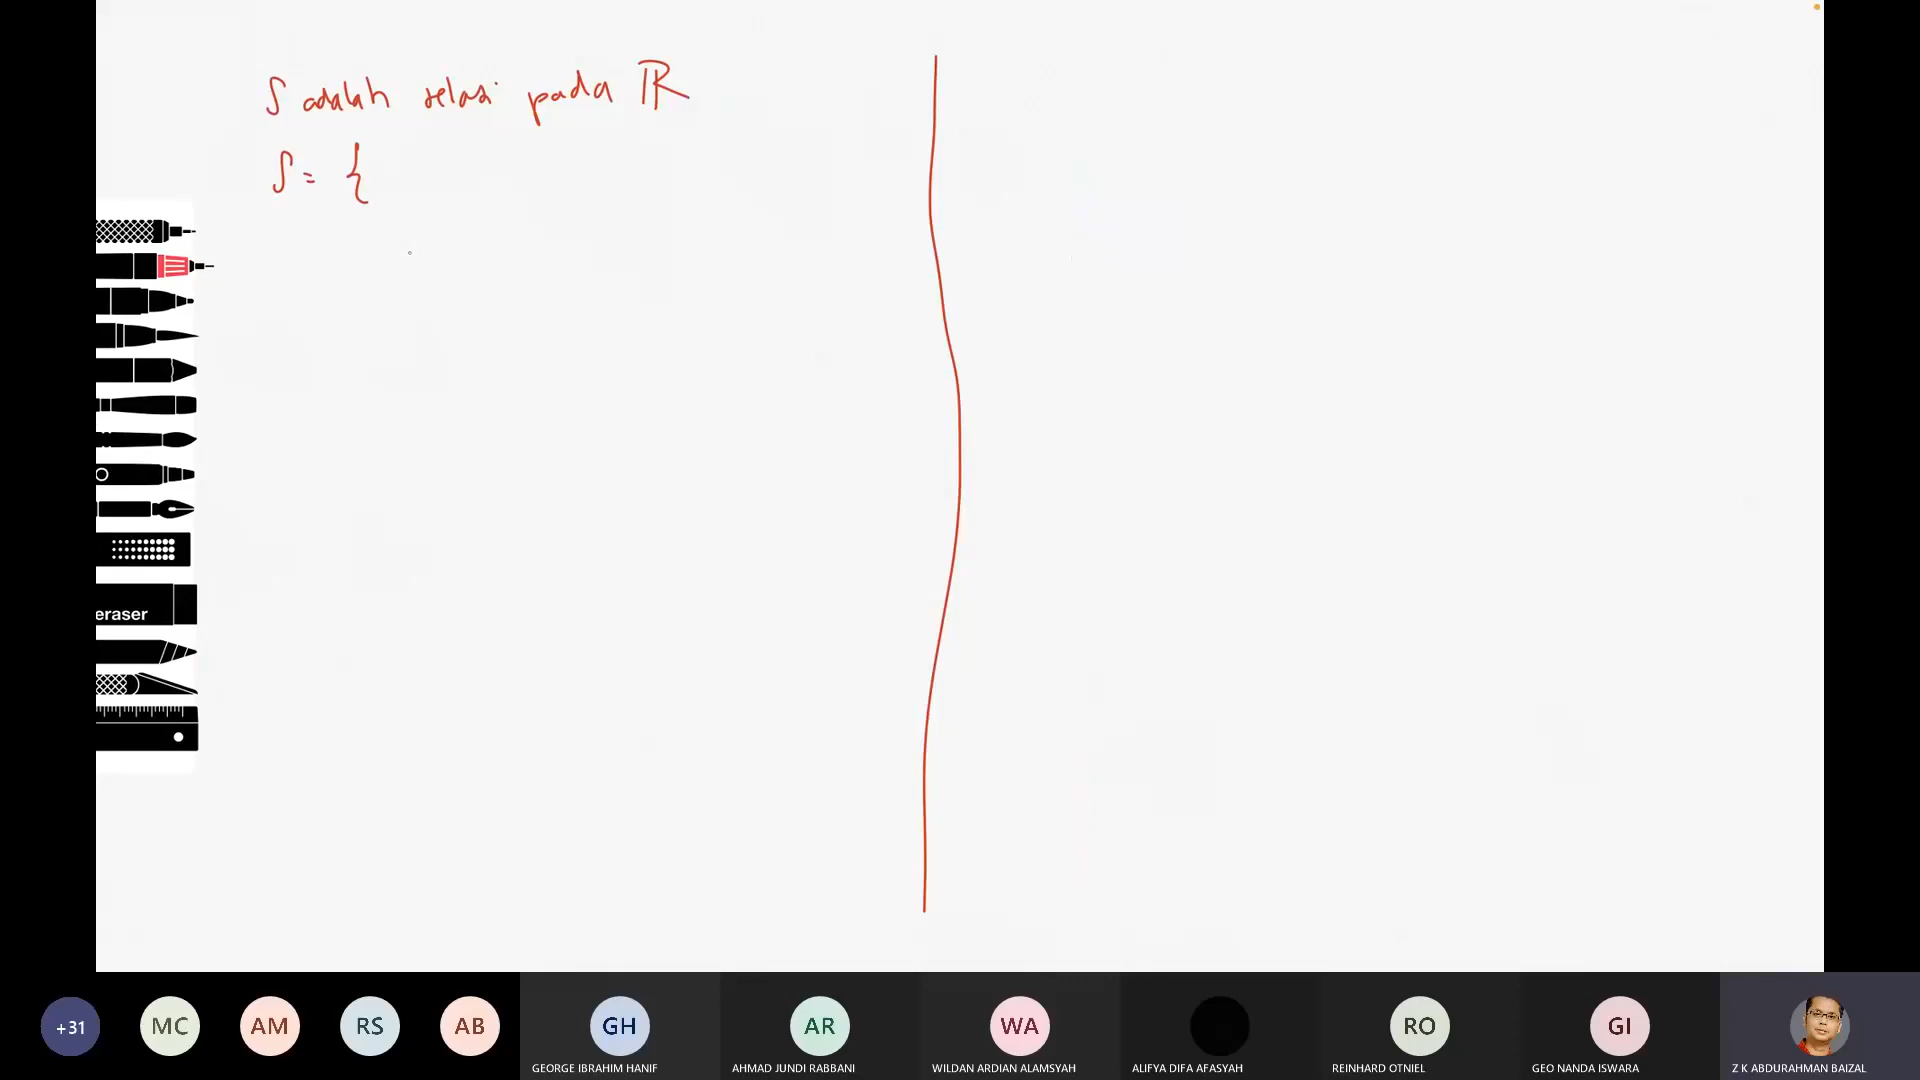 S adalah relasi pada ℝ
S = {
eraser
+31
MC
AM
RS
AB
GH
AR
WA
RO
GI
GEORGE IBRAHIM HANIF
AHMAD JUNDI RABBANI
WILDAN ARDIAN ALAMSYAH
ALIFYA DIFA AFASYAH
REINHARD OTNIEL
GEO NANDA ISWARA
Z K ABDURAHMAN BAIZAL